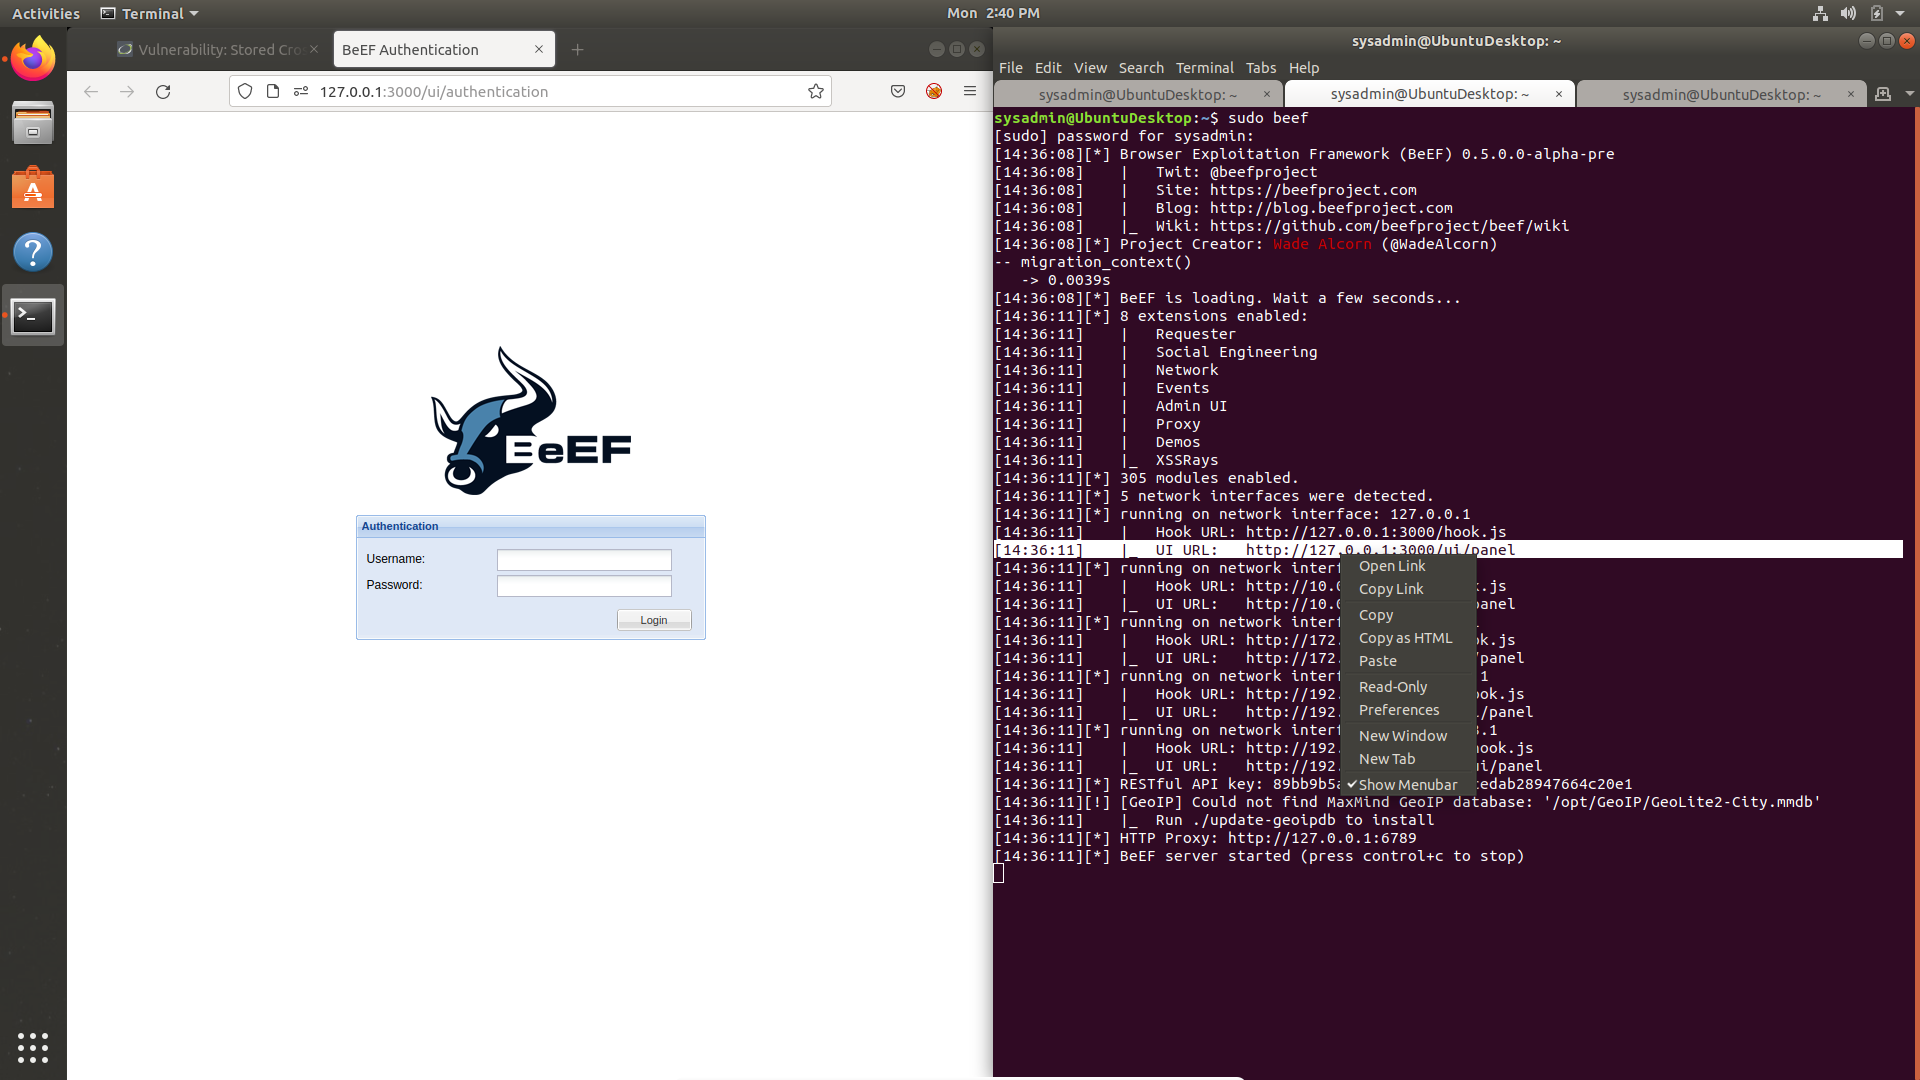 Activities
Terminal
Mon 2:40 PM
Vulnerability: Stored Cros
BeEF Authentication
127.0.0.1:3000/ui/authentication
BeEF
Authentication
Username:
Password:
Login
sysadmin@UbuntuDesktop: ~
File Edit View Search Terminal Tabs Help
sysadmin@UbuntuDesktop: ~
sysadmin@UbuntuDesktop: ~
sysadmin@UbuntuDesktop: ~
sysadmin@UbuntuDesktop:~$ sudo beef
[sudo] password for sysadmin:
[14:36:08][*] Browser Exploitation Framework (BeEF) 0.5.0.0-alpha-pre
[14:36:08]    |   Twit: @beefproject
[14:36:08]    |   Site: https://beefproject.com
[14:36:08]    |   Blog: http://blog.beefproject.com
[14:36:08]    |_  Wiki: https://github.com/beefproject/beef/wiki
[14:36:08][*] Project Creator: Wade Alcorn (@WadeAlcorn)
-- migration_context()
   -> 0.0039s
[14:36:08][*] BeEF is loading. Wait a few seconds...
[14:36:11][*] 8 extensions enabled:
[14:36:11]    |   Requester
[14:36:11]    |   Social Engineering
[14:36:11]    |   Network
[14:36:11]    |   Events
[14:36:11]    |   Admin UI
[14:36:11]    |   Proxy
[14:36:11]    |   Demos
[14:36:11]    |_  XSSRays
[14:36:11][*] 305 modules enabled.
[14:36:11][*] 5 network interfaces were detected.
[14:36:11][*] running on network interface: 127.0.0.1
[14:36:11]    |   Hook URL: http://127.0.0.1:3000/hook.js
[14:36:11]    |_  UI URL:   http://127.0.0.1:3000/ui/panel
[14:36:11][*] running on network interf
[14:36:11]    |   Hook URL: http://10.0 k.js
[14:36:11]    |_  UI URL:   http://10.0 panel
[14:36:11][*] running on network interf
[14:36:11]    |   Hook URL: http://172. ok.js
[14:36:11]    |_  UI URL:   http://172. /panel
[14:36:11][*] running on network interf 1
[14:36:11]    |   Hook URL: http://192. ook.js
[14:36:11]    |_  UI URL:   http://192. i/panel
[14:36:11][*] running on network interf 3.1
[14:36:11]    |   Hook URL: http://192. hook.js
[14:36:11]    |_  UI URL:   http://192. ui/panel
[14:36:11][*] RESTful API key: 89bb9b5a edab28947664c20e1
[14:36:11][!] [GeoIP] Could not find MaxMind GeoIP database: '/opt/GeoIP/GeoLite2-City.mmdb'
[14:36:11]    |_  Run ./update-geoipdb to install
[14:36:11][*] HTTP Proxy: http://127.0.0.1:6789
[14:36:11][*] BeEF server started (press control+c to stop)
Open Link
Copy Link
Copy
Copy as HTML
Paste
Read-Only
Preferences
New Window
New Tab
Show Menubar